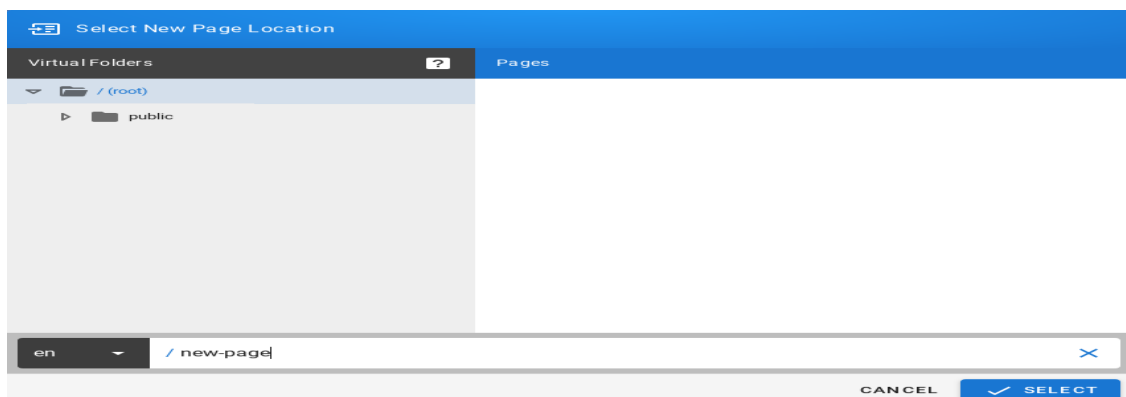 Select New Page Location
Virtual Folders ? Pages
/ (root)
public
en / new-page
CANCEL SELECT